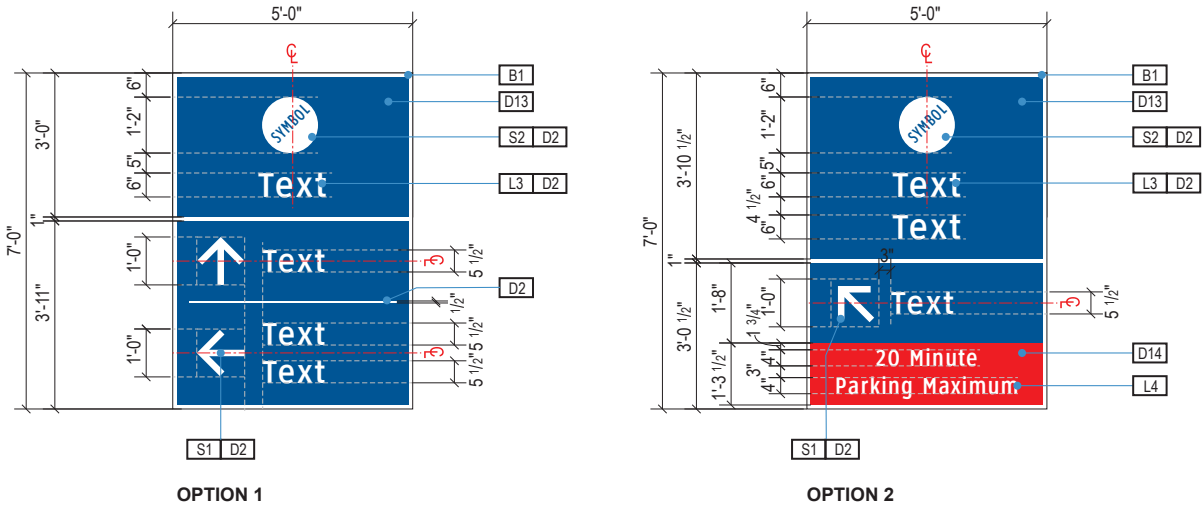 5'-0"
℄
6"
B1
D13
1'-2"
SYMBOL
3'-0"
S2 D2
5"
6"
Text
L3 D2
1"
7'-0"
1'-0"
Text
5 1/2"
℄
3'-11"
1/2"
D2
Text
5 1/2"
1'-0"
℄
Text
5 1/2"
S1 D2
OPTION 1
5'-0"
℄
6"
B1
D13
1'-2"
SYMBOL
3'-10 1/2"
S2 D2
5"
6"
Text
L3 D2
4 1/2"
6"
Text
7'-0"
1"
3"
1'-8"
1'-0"
Text
5 1/2"
℄
3'-0 1/2"
1 3/4"
4"
20 Minute
D14
1'-3 1/2"
3"
4"
Parking Maximum
L4
S1 D2
OPTION 2